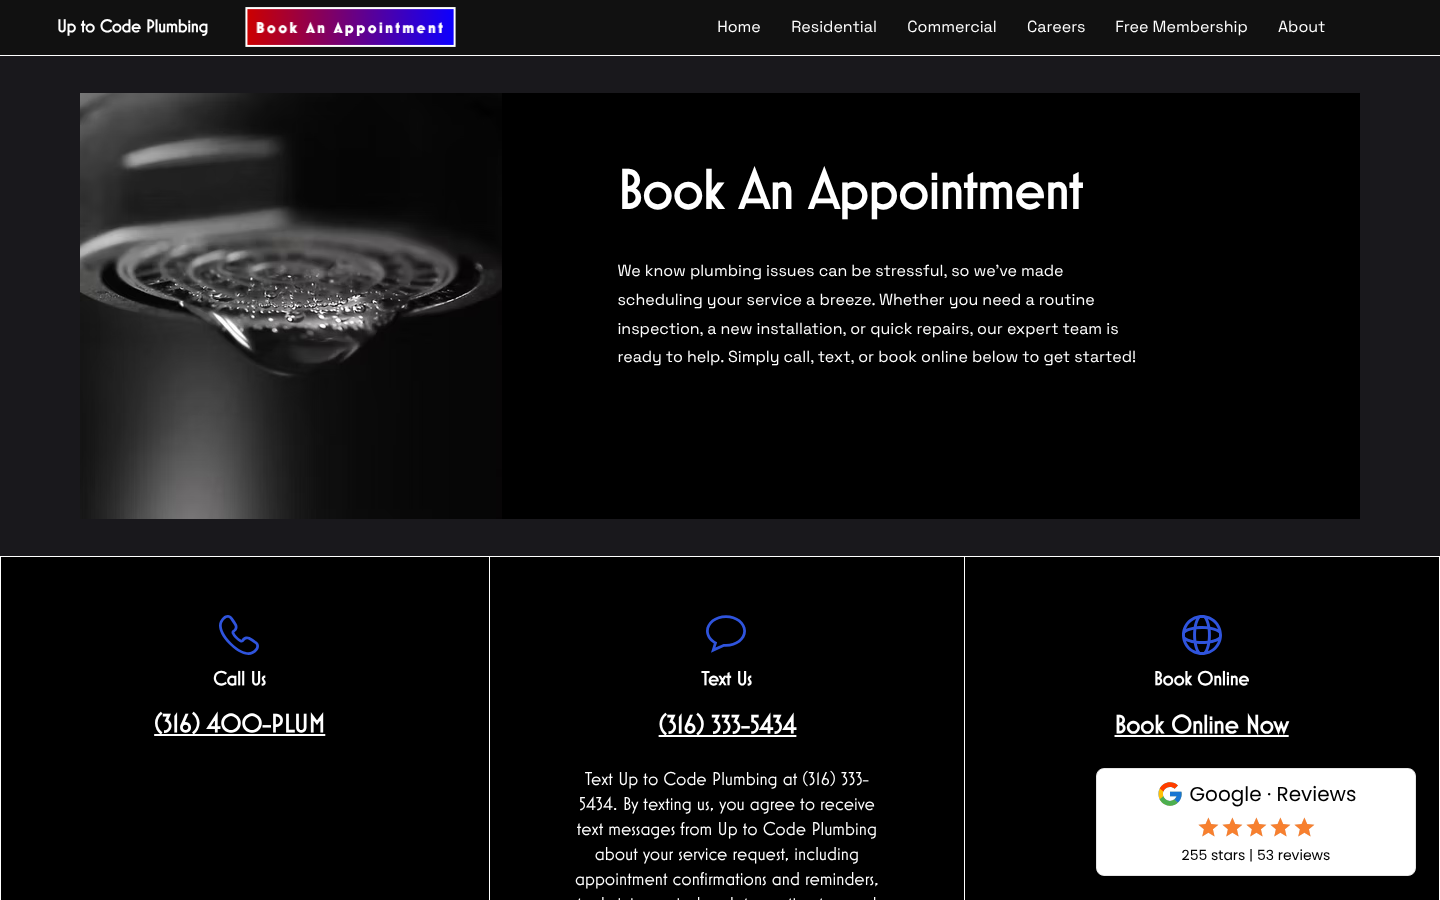 Up to Code Plumbing
Book An Appointment
Home
Residential
Commercial
Careers
Free Membership
About
Book An Appointment
We know plumbing issues can be stressful, so we've made
scheduling your service a breeze. Whether you need a routine
inspection, a new installation, or quick repairs, our expert team is
ready to help. Simply call, text, or book online below to get started!
Call Us
(316) 400-PLUM
Text Us
(316) 333-5434
Text Up to Code Plumbing at (316) 333-
5434. By texting us, you agree to receive
text messages from Up to Code Plumbing
about your service request, including
appointment confirmations and reminders,
Book Online
Book Online Now
Google · Reviews
255 stars | 53 reviews